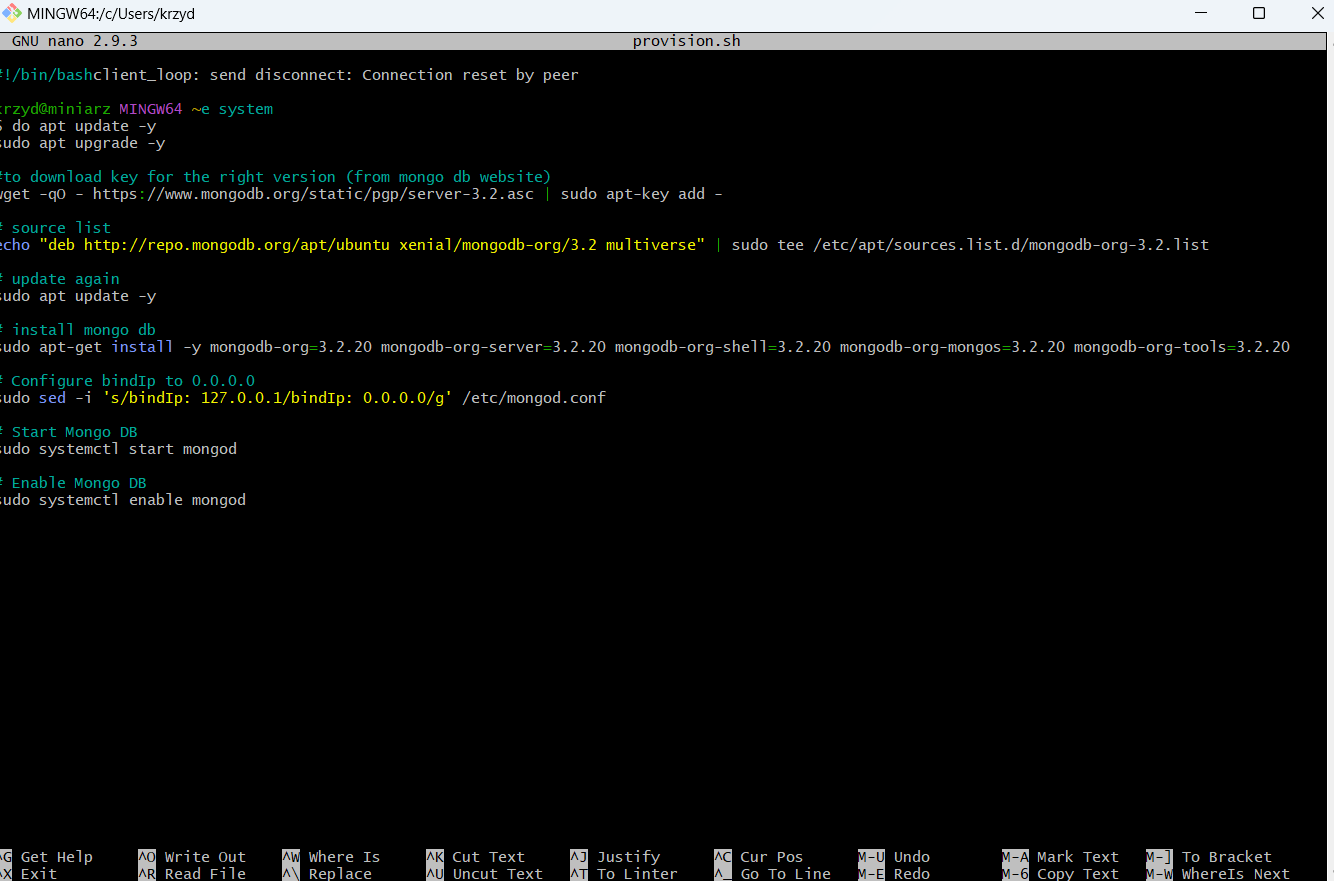 MINGW64:/c/Users/krzyd
GNU nano 2.9.3 provision.sh
#!/bin/bashclient_loop: send disconnect: Connection reset by peer
krzyd@miniarz MINGW64 ~e system
$ do apt update -y
sudo apt upgrade -y
#to download key for the right version (from mongo db website)
wget -qO - https://www.mongodb.org/static/pgp/server-3.2.asc | sudo apt-key add -
# source list
echo "deb http://repo.mongodb.org/apt/ubuntu xenial/mongodb-org/3.2 multiverse" | sudo tee /etc/apt/sources.list.d/mongodb-org-3.2.list
# update again
sudo apt update -y
# install mongo db
sudo apt-get install -y mongodb-org=3.2.20 mongodb-org-server=3.2.20 mongodb-org-shell=3.2.20 mongodb-org-mongos=3.2.20 mongodb-org-tools=3.2.20
# Configure bindIp to 0.0.0.0
sudo sed -i 's/bindIp: 127.0.0.1/bindIp: 0.0.0.0/g' /etc/mongod.conf
# Start Mongo DB
sudo systemctl start mongod
# Enable Mongo DB
sudo systemctl enable mongod
^G Get Help ^O Write Out ^W Where Is ^K Cut Text ^J Justify ^C Cur Pos M-U Undo M-A Mark Text M-] To Bracket
^X Exit ^R Read File ^\ Replace ^U Uncut Text ^T To Linter ^_ Go To Line M-E Redo M-6 Copy Text M-W WhereIs Next